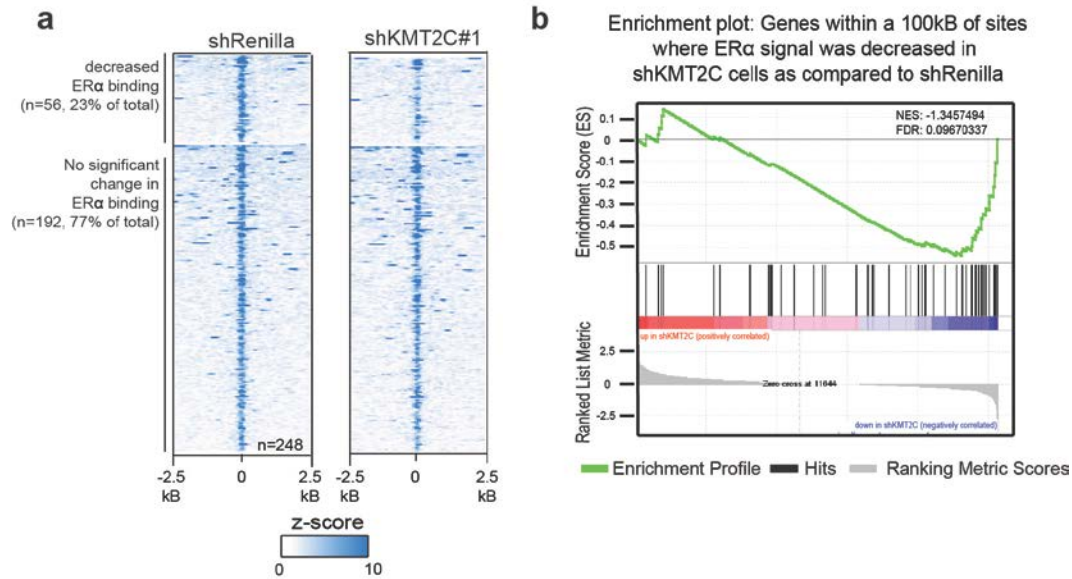 a
shRenilla
shKMT2C#1
decreased
ERα binding
(n=56, 23% of total)
No significant
change in
ERα binding
(n=192, 77% of total)
n=248
-2.5
kB
0
2.5
kB
-2.5
kB
0
2.5
kB
z-score
0
10
b
Enrichment plot: Genes within a 100kB of sites
where ERα signal was decreased in
shKMT2C cells as compared to shRenilla
Enrichment Score (ES)
0.1
0
-0.1
-0.2
-0.3
-0.4
-0.5
NES: -1.3457494
FDR: 0.09670337
up in shKMT2C (positively correlated)
Ranked List Metric
2.5
0
-2.5
Zero cross at 11644
down in shKMT2C (negatively correlated)
Enrichment Profile
Hits
Ranking Metric Scores